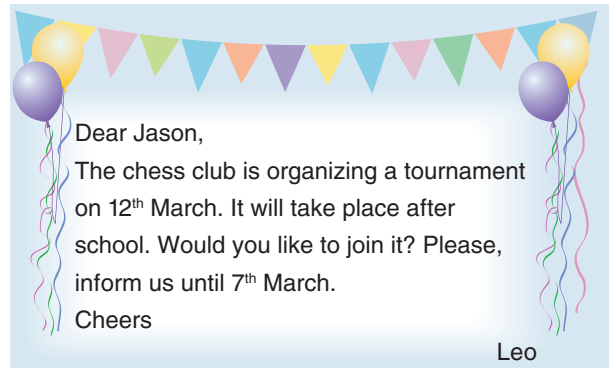 Dear Jason,
The chess club is organizing a tournament
on 12th March. It will take place after
school. Would you like to join it? Please,
inform us until 7th March.
Cheers
Leo